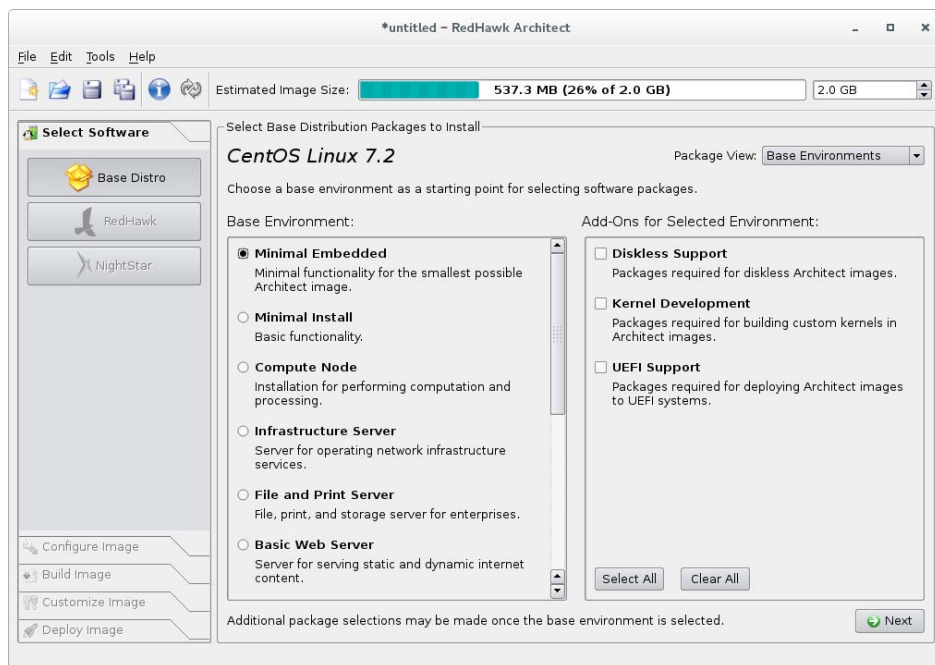 *untitled – RedHawk Architect
File Edit Tools Help
Estimated Image Size: 537.3 MB (26% of 2.0 GB) 2.0 GB
Select Software
Base Distro
RedHawk
NightStar
Configure Image
Build Image
Customize Image
Deploy Image
Select Base Distribution Packages to Install
CentOS Linux 7.2
Package View: Base Environments
Choose a base environment as a starting point for selecting software packages.
Base Environment:
Minimal Embedded
Minimal functionality for the smallest possible
Architect image.
Minimal Install
Basic functionality.
Compute Node
Installation for performing computation and
processing.
Infrastructure Server
Server for operating network infrastructure
services.
File and Print Server
File, print, and storage server for enterprises.
Basic Web Server
Server for serving static and dynamic internet
content.
Add-Ons for Selected Environment:
Diskless Support
Packages required for diskless Architect images.
Kernel Development
Packages required for building custom kernels in
Architect images.
UEFI Support
Packages required for deploying Architect images
to UEFI systems.
Select All Clear All
Additional package selections may be made once the base environment is selected.
Next